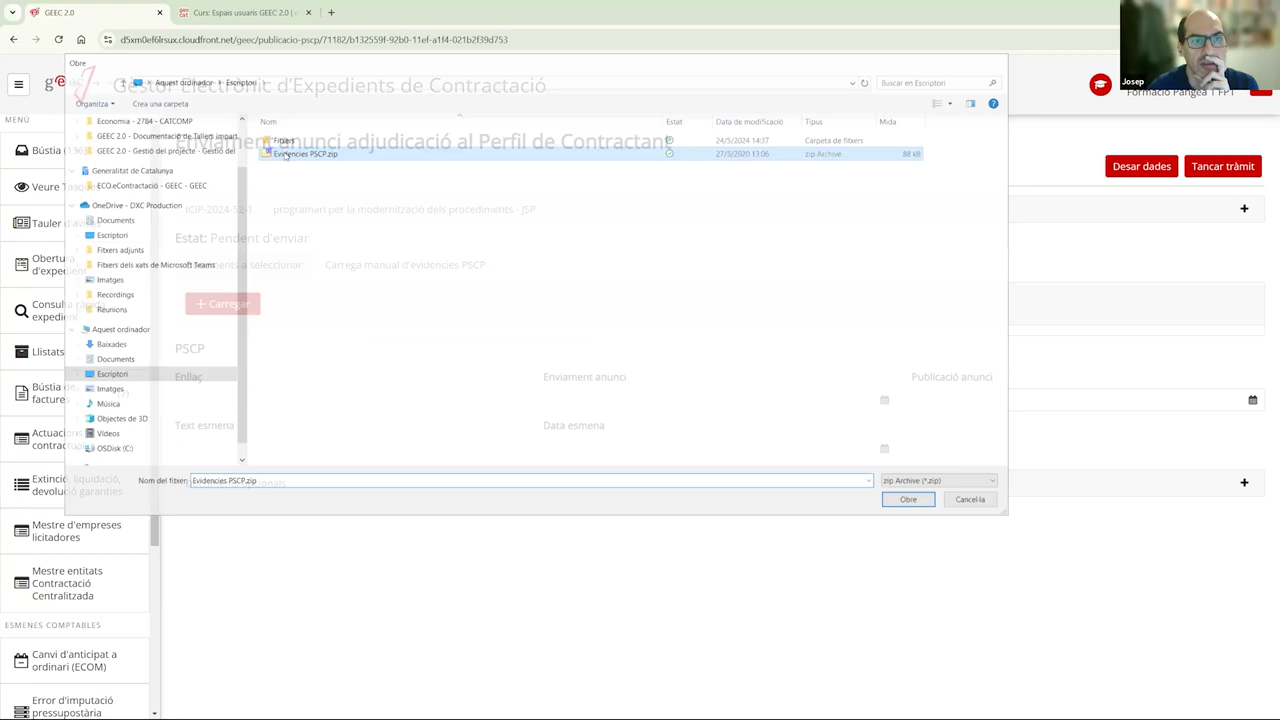 GEEC 2.0
Curs: Espais usuaris GEEC 2.0 | e
d5xm0ef6lrsux.cloudfront.net/geec/publicacio-pscp/71182/b132559f-92b0-11ef-a1f4-021b2f39d753
Josep
Formació Pangea 1 FP1
Obre
Gestor Electrònic d'Expedients de Contractació
Aquest ordinador
Escriptori
Buscar en Escriptori
Organitza
Crea una carpeta
MENÚ
Nom
Estat
Data de modificació
Tipus
Mida
Economia - 27B4 - CATCOMP
GEEC 2.0 - Documentació de Tallers impart
GEEC 2.0 - Gestió del projecte - Gestió del
Generalitat de Catalunya
ECO.eContractació - GEEC - GEEC
OneDrive - DXC Production
Documents
Escriptori
Fitxers adjunts
Fitxers dels xats de Microsoft Teams
Imatges
Recordings
Reunions
Aquest ordinador
Baixades
Documents
Escriptori
Imatges
Música
Objectes de 3D
Vídeos
OSDisk (C:)
Fitxers
24/5/2024 14:37
Carpeta de fitxers
Evidencies PSCP.zip
27/5/2020 13:06
zip Archive
88 kB
Enviament anunci adjudicació al Perfil de Contractant
Desar dades
Tancar tràmit
programari per la modernització dels procediments - JSP
Estat: Pendent d'enviar
a seleccionar
Càrrega manual d'evidències PSCP
Carregar
PSCP
Enllaç
Enviament anunci
Publicació anunci
Text esmena
Data esmena
Nom del fitxer:
Evidencies PSCP.zip
zip Archive (*.zip)
Obre
Cancel·la
Veure
Obertura
d'expedient
Consulta ràpida
Llistats
Bústia de
factures
Actuacions
Extinció, liquidació,
devolució garanties
Mestre d'empreses
licitadores
Mestre entitats
Contractació
Centralitzada
ESMENES COMPTABLES
Canvi d'anticipat a
ordinari (ECOM)
Error d'imputació
pressupostària